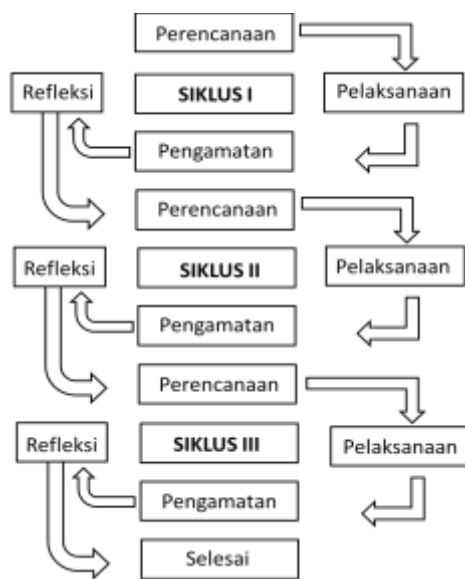 Perencanaan
Refleksi
SIKLUS I
Pelaksanaan
Pengamatan
Perencanaan
Refleksi
SIKLUS II
Pelaksanaan
Pengamatan
Perencanaan
Refleksi
SIKLUS III
Pelaksanaan
Pengamatan
Selesai